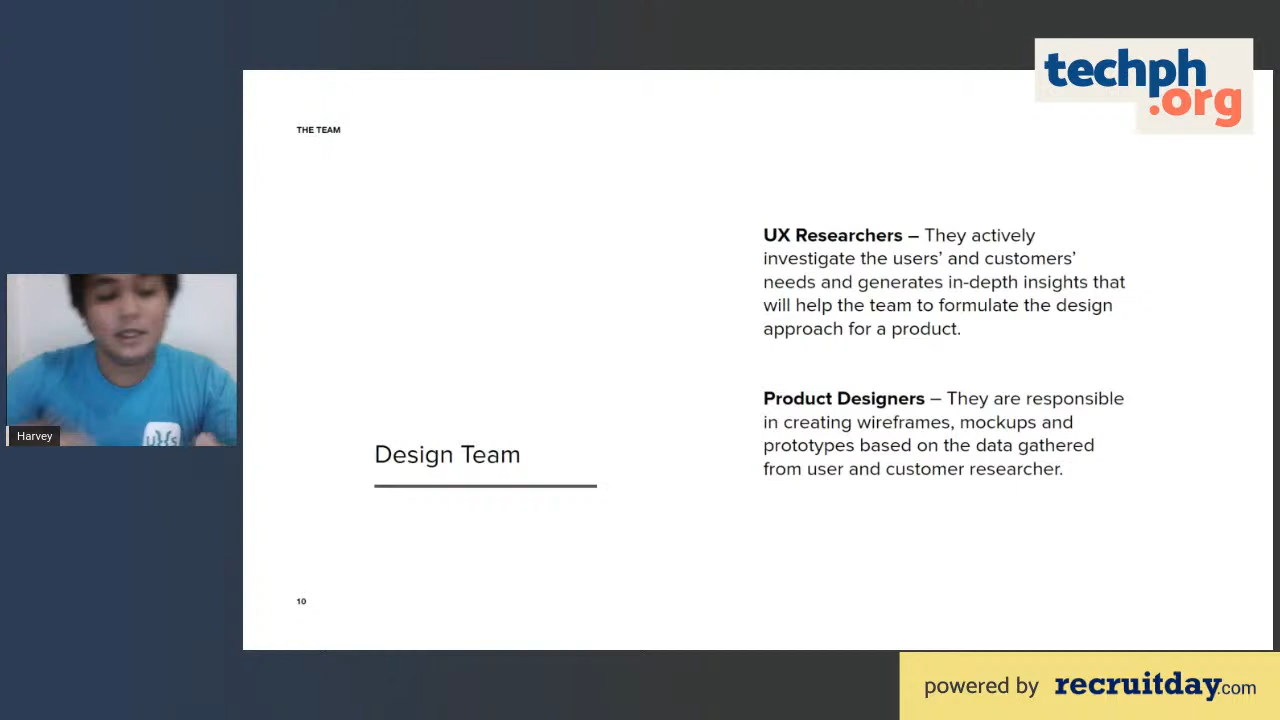 techph
.org
THE TEAM
UX Researchers – They actively
investigate the users’ and customers’
needs and generates in-depth insights that
will help the team to formulate the design
approach for a product.
Product Designers – They are responsible
in creating wireframes, mockups and
prototypes based on the data gathered
from user and customer researcher.
Design Team
Harvey
10
powered by recruitday.com